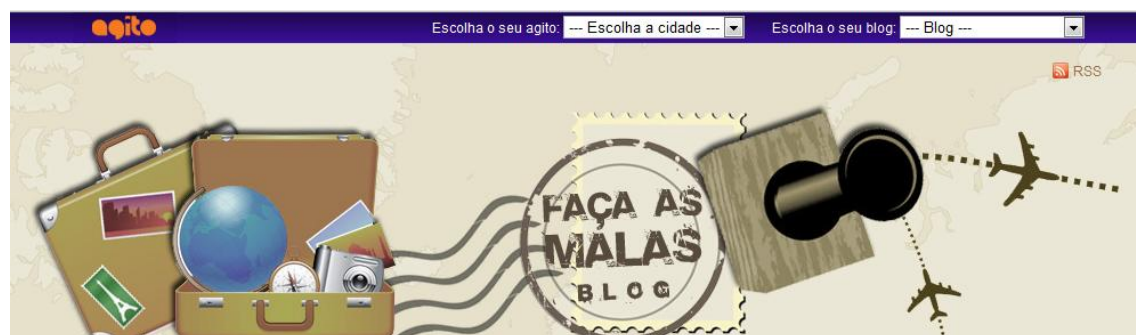 agito
Escolha o seu agito: --- Escolha a cidade ---
Escolha o seu blog: --- Blog ---
RSS
FAÇA AS
MALAS
BLOG